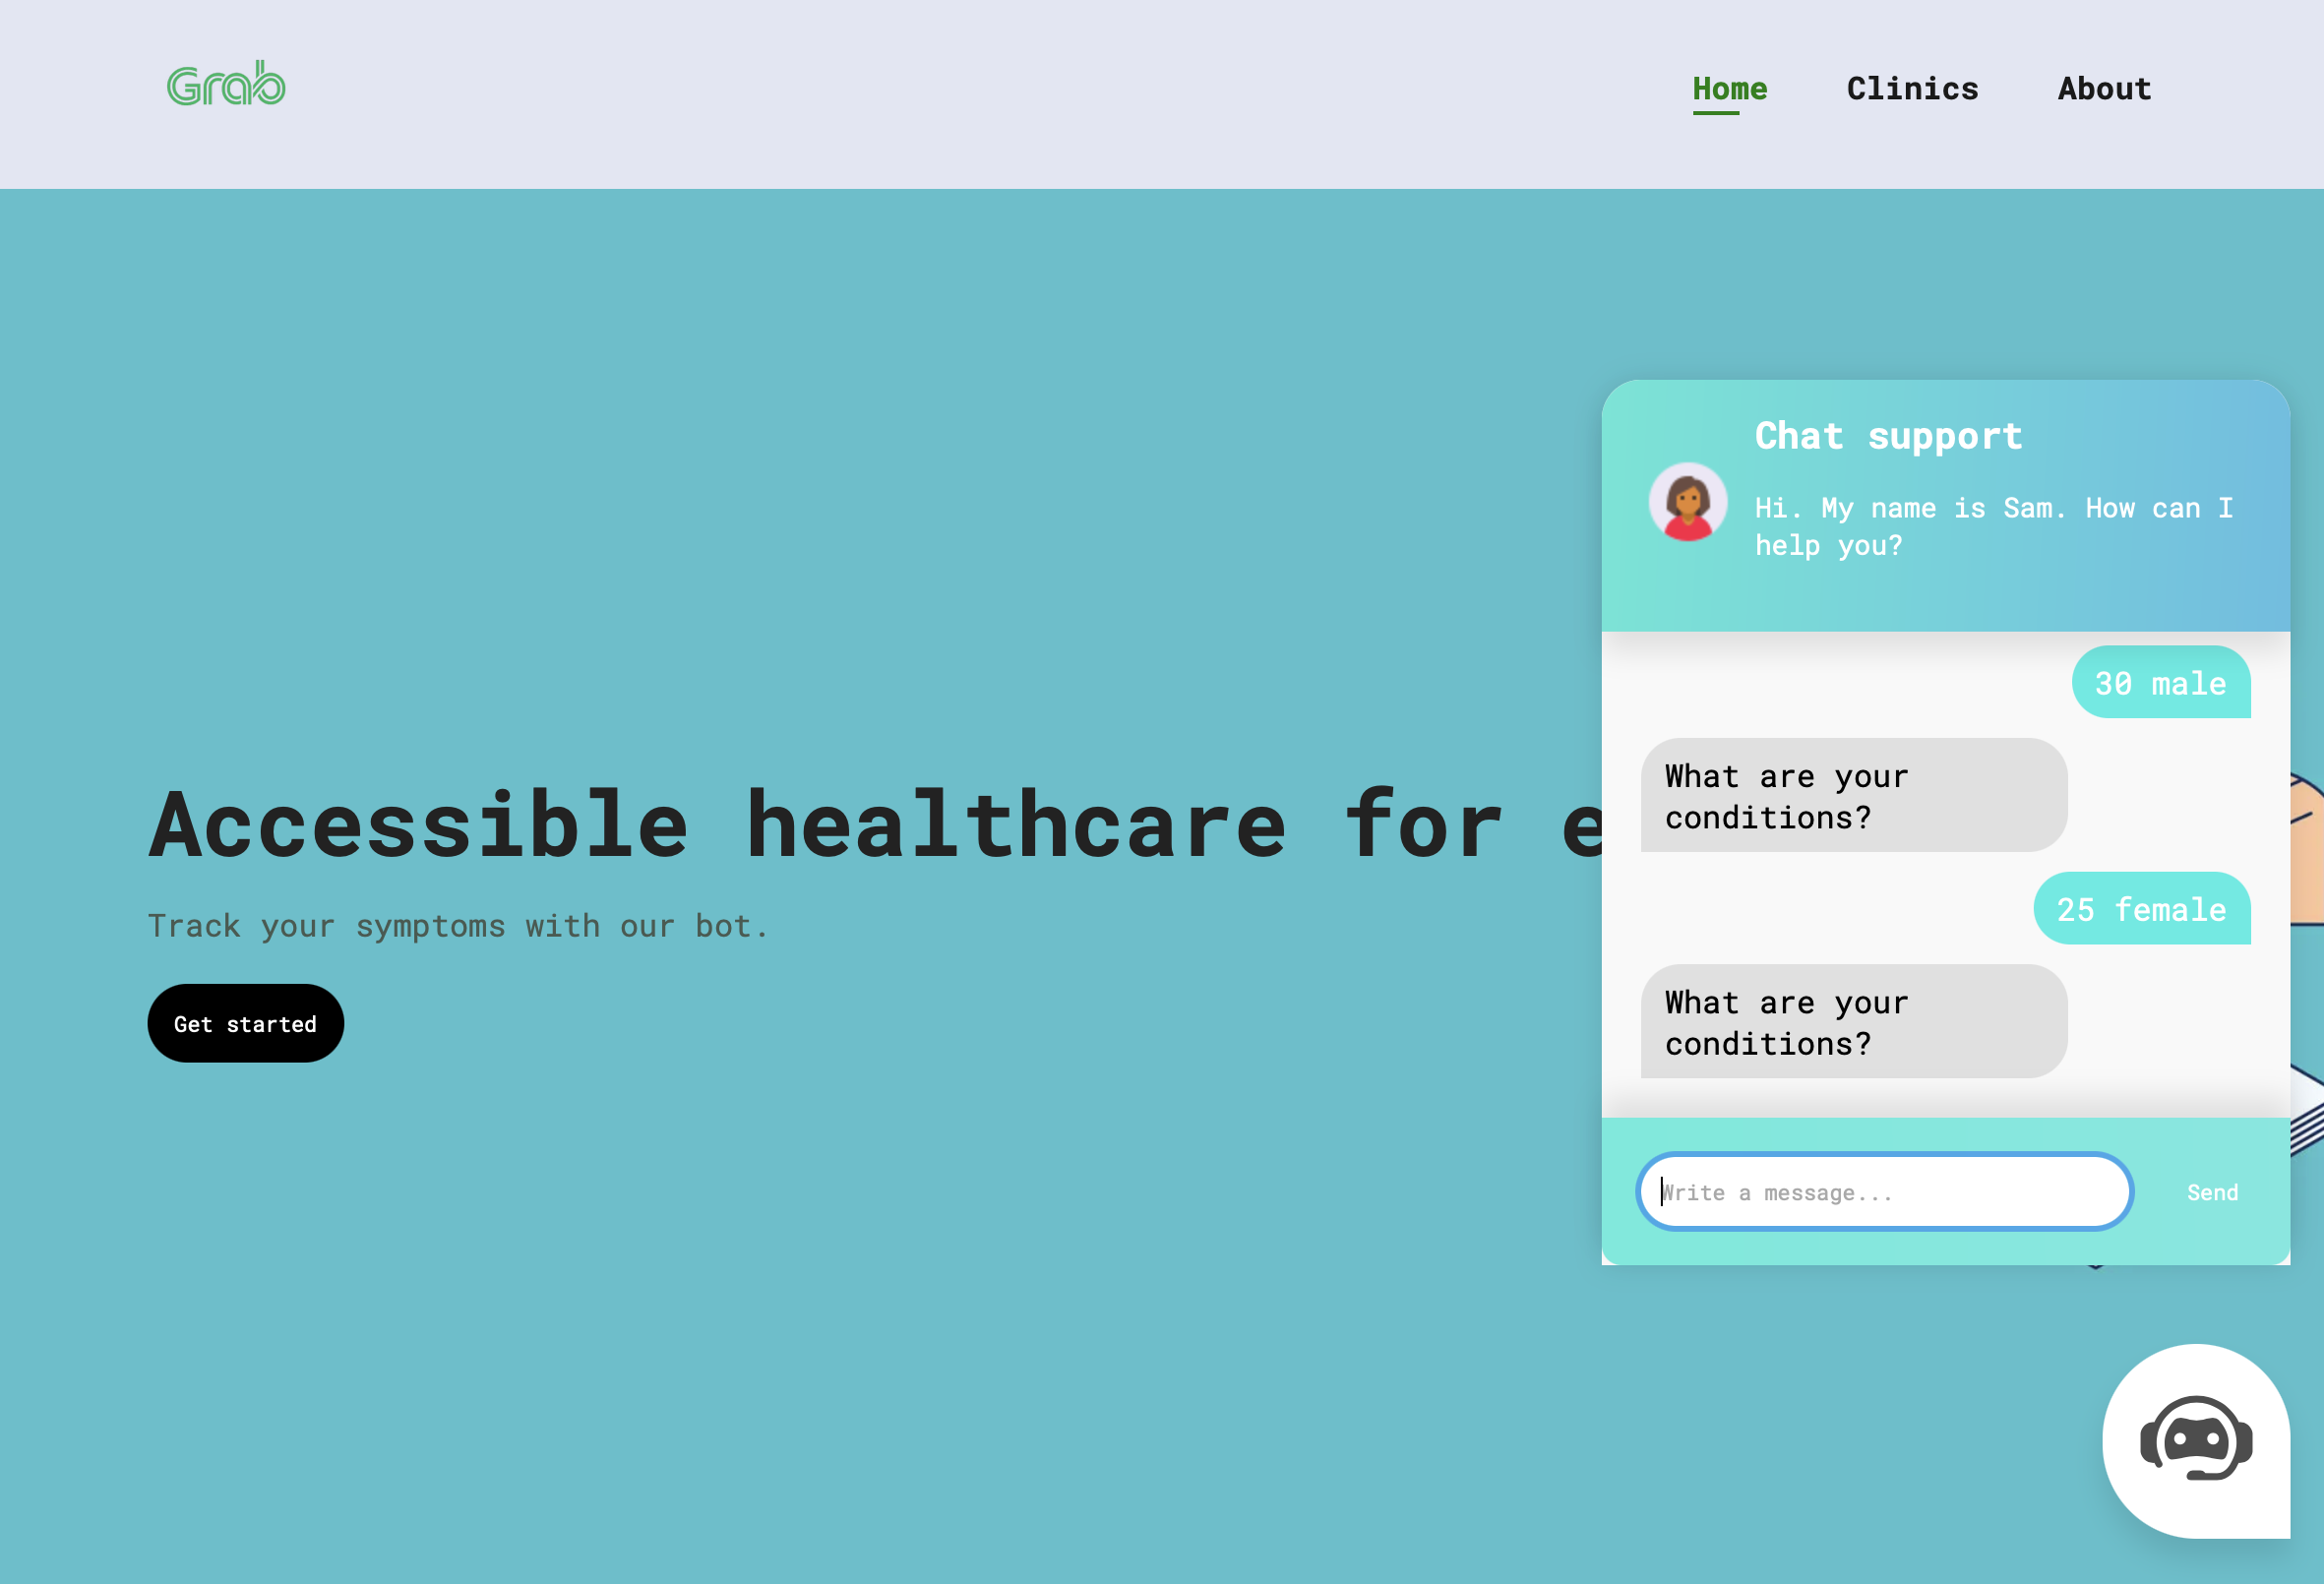 Grab
Home
Clinics
About
Accessible healthcare for e
Track your symptoms with our bot.
Get started
Chat support
Hi. My name is Sam. How can I
help you?
30 male
What are your
conditions?
25 female
What are your
conditions?
Write a message...
Send